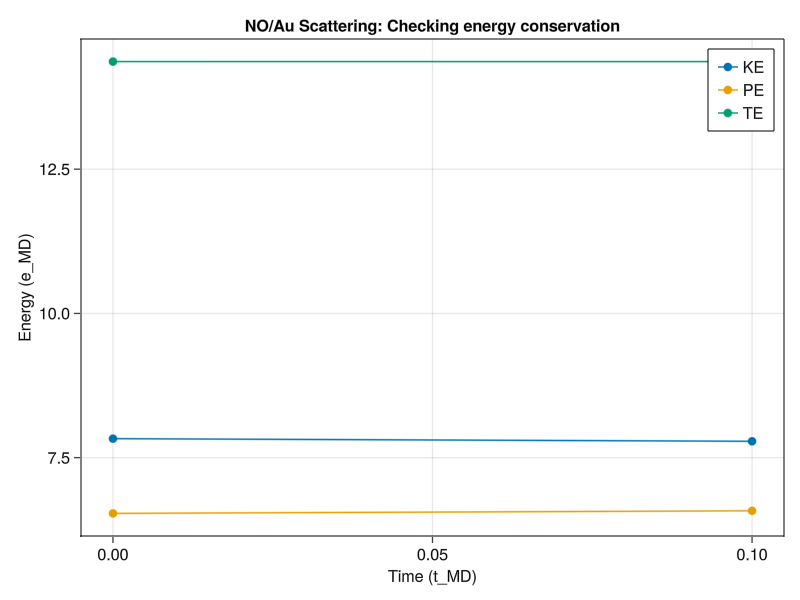 NO/Au Scattering: Checking energy conservation
KE
PE
TE
12.5
10.0
7.5
Energy (e_MD)
0.00
0.05
0.10
Time (t_MD)